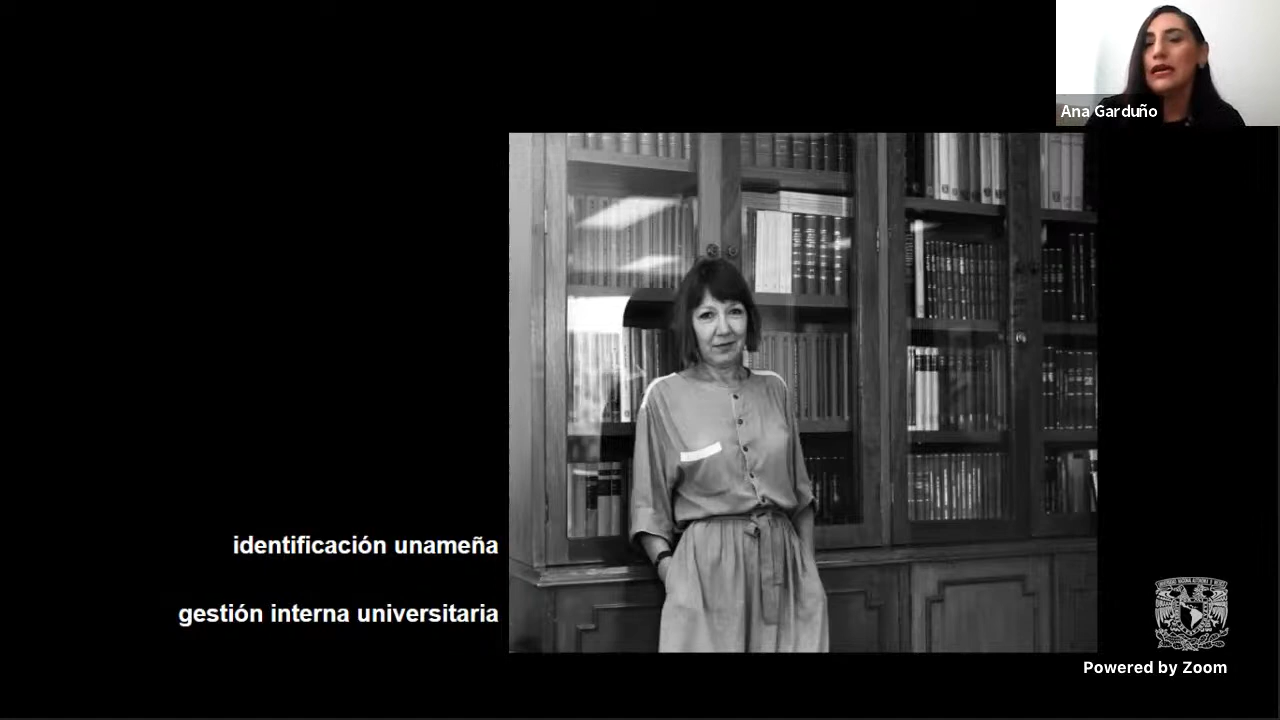 Ana Garduño
identificación unameña
gestión interna universitaria
Powered by Zoom